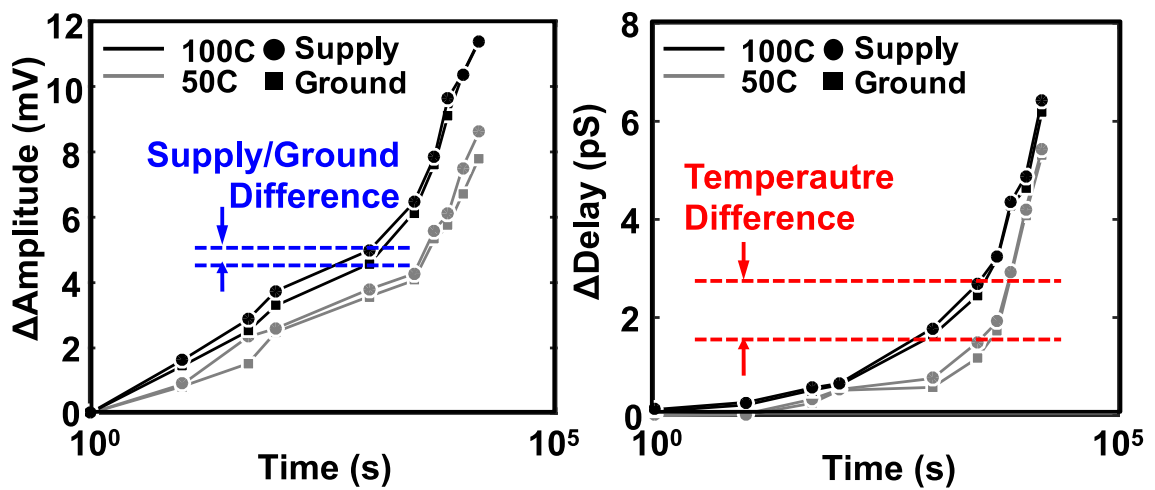 ΔAmplitude (mV)
12
10
8
6
4
2
0
100C Supply
50C Ground
Supply/Ground
Difference
10⁰
10⁵
Time (s)
ΔDelay (pS)
8
6
4
2
0
100C Supply
50C Ground
Temperautre
Difference
10⁰
10⁵
Time (s)